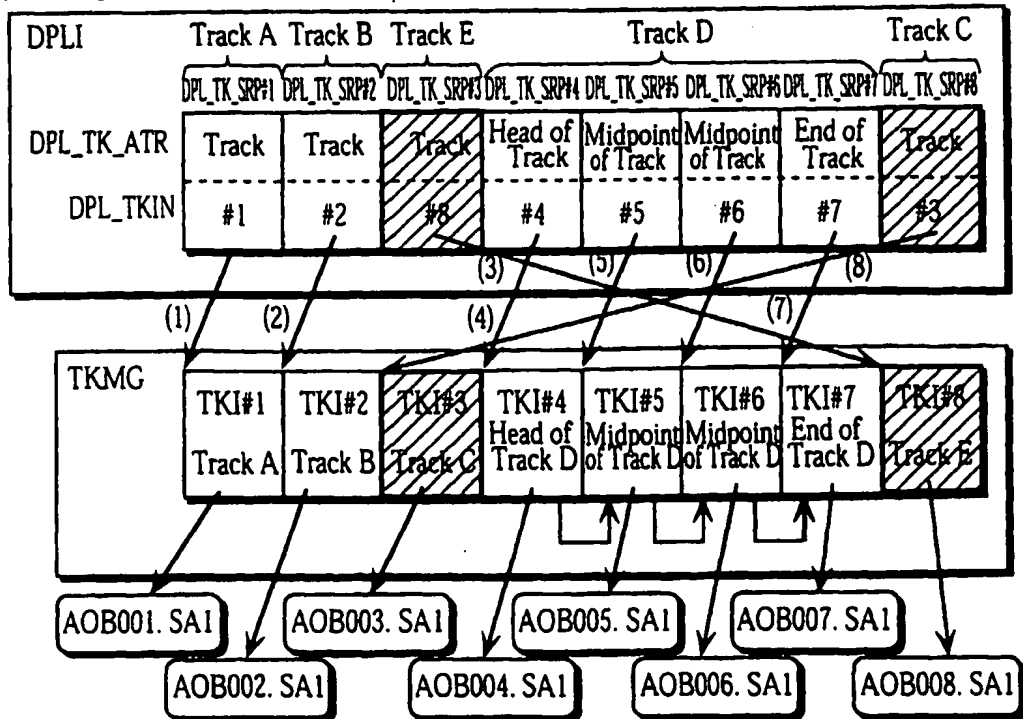 DPLI Track A Track B Track E Track D Track C
DPL_TK_SRP#1 DPL_TK_SRP#2 DPL_TK_SRP#3 DPL_TK_SRP#4 DPL_TK_SRP#5 DPL_TK_SRP#6 DPL_TK_SRP#7 DPL_TK_SRP#8
DPL_TK_ATR Track Track Track Head of Track Midpoint of Track Midpoint of Track End of Track Track
DPL_TKIN #1 #2 #8 #4 #5 #6 #7 #3
(3) (5) (6) (8)
(1) (2) (4) (7)
TKMG
TKI#1 TKI#2 TKI#3 TKI#4 TKI#5 TKI#6 TKI#7 TKI#8
Track A Track B Track C Head of Track D Midpoint of Track D Midpoint of Track D End of Track D Track E
AOB001. SA1 AOB003. SA1 AOB005. SA1 AOB007. SA1
AOB002. SA1 AOB004. SA1 AOB006. SA1 AOB008. SA1